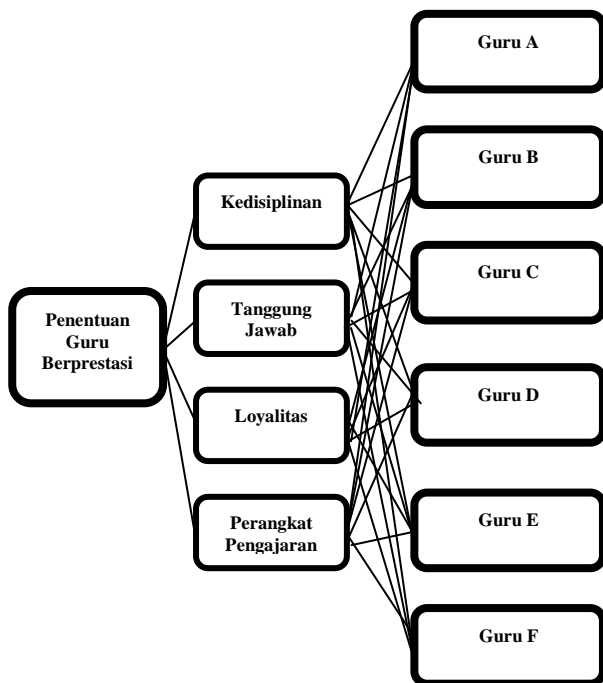 Penentuan
Guru
Berprestasi
Kedisiplinan
Tanggung
Jawab
Loyalitas
Perangkat
Pengajaran
Guru A
Guru B
Guru C
Guru D
Guru E
Guru F